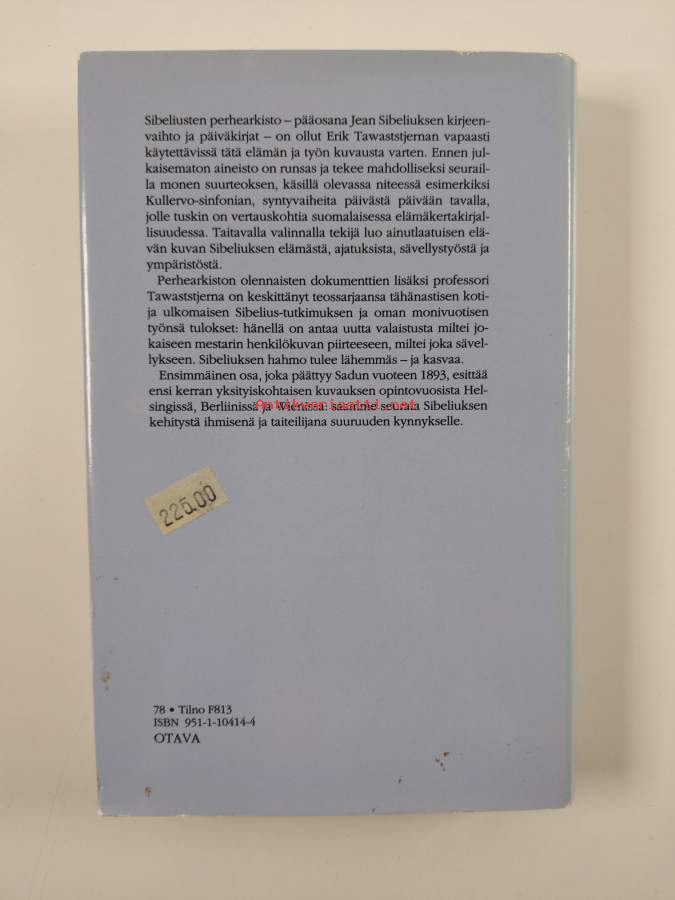 Sibeliusten perhearkisto – pääosana Jean Sibeliuksen kirjeen-
vaihto ja päiväkirjat – on ollut Erik Tawaststjernan vapaasti
käytettävissä tätä elämän ja työn kuvausta varten. Ennen jul-
kaisematon aineisto on runsas ja tekee mahdolliseksi seurail-
la monen suurteoksen, käsillä olevassa niteessä esimerkiksi
Kullervo-sinfonian, syntyvaiheita päivästä päivään tavalla,
jolle tuskin on vertauskohtia suomalaisessa elämäkertakirjal-
lisuudessa. Taitavalla valinnalla tekijä luo ainutlaatuisen elä-
vän kuvan Sibeliuksen elämästä, ajatuksista, sävellystyöstä ja
ympäristöstä.
Perhearkiston olennaisten dokumenttien lisäksi professori
Tawaststjerna on keskittänyt teossarjaansa tähänastisen koti-
ja ulkomaisen Sibelius-tutkimuksen ja oman monivuotisen
työnsä tulokset: hänellä on antaa uutta valaistusta miltei jo-
kaiseen mestarin henkilökuvan piirteeseen, miltei joka sävel-
lykseen. Sibeliuksen hahmo tulee lähemmäs – ja kasvaa.
Ensimmäinen osa, joka päättyy Sadun vuoteen 1893, esittää
ensi kerran yksityiskohtaisen kuvauksen opintovuosista Hel-
singissä, Berliinissä ja Wienissä: saamme seurata Sibeliuksen
Antikvariaatti.net
kehitystä ihmisenä ja taiteilijana suuruuden kynnykselle.
225.00
78 • Tilno F813
ISBN 951-1-10414-4
OTAVA